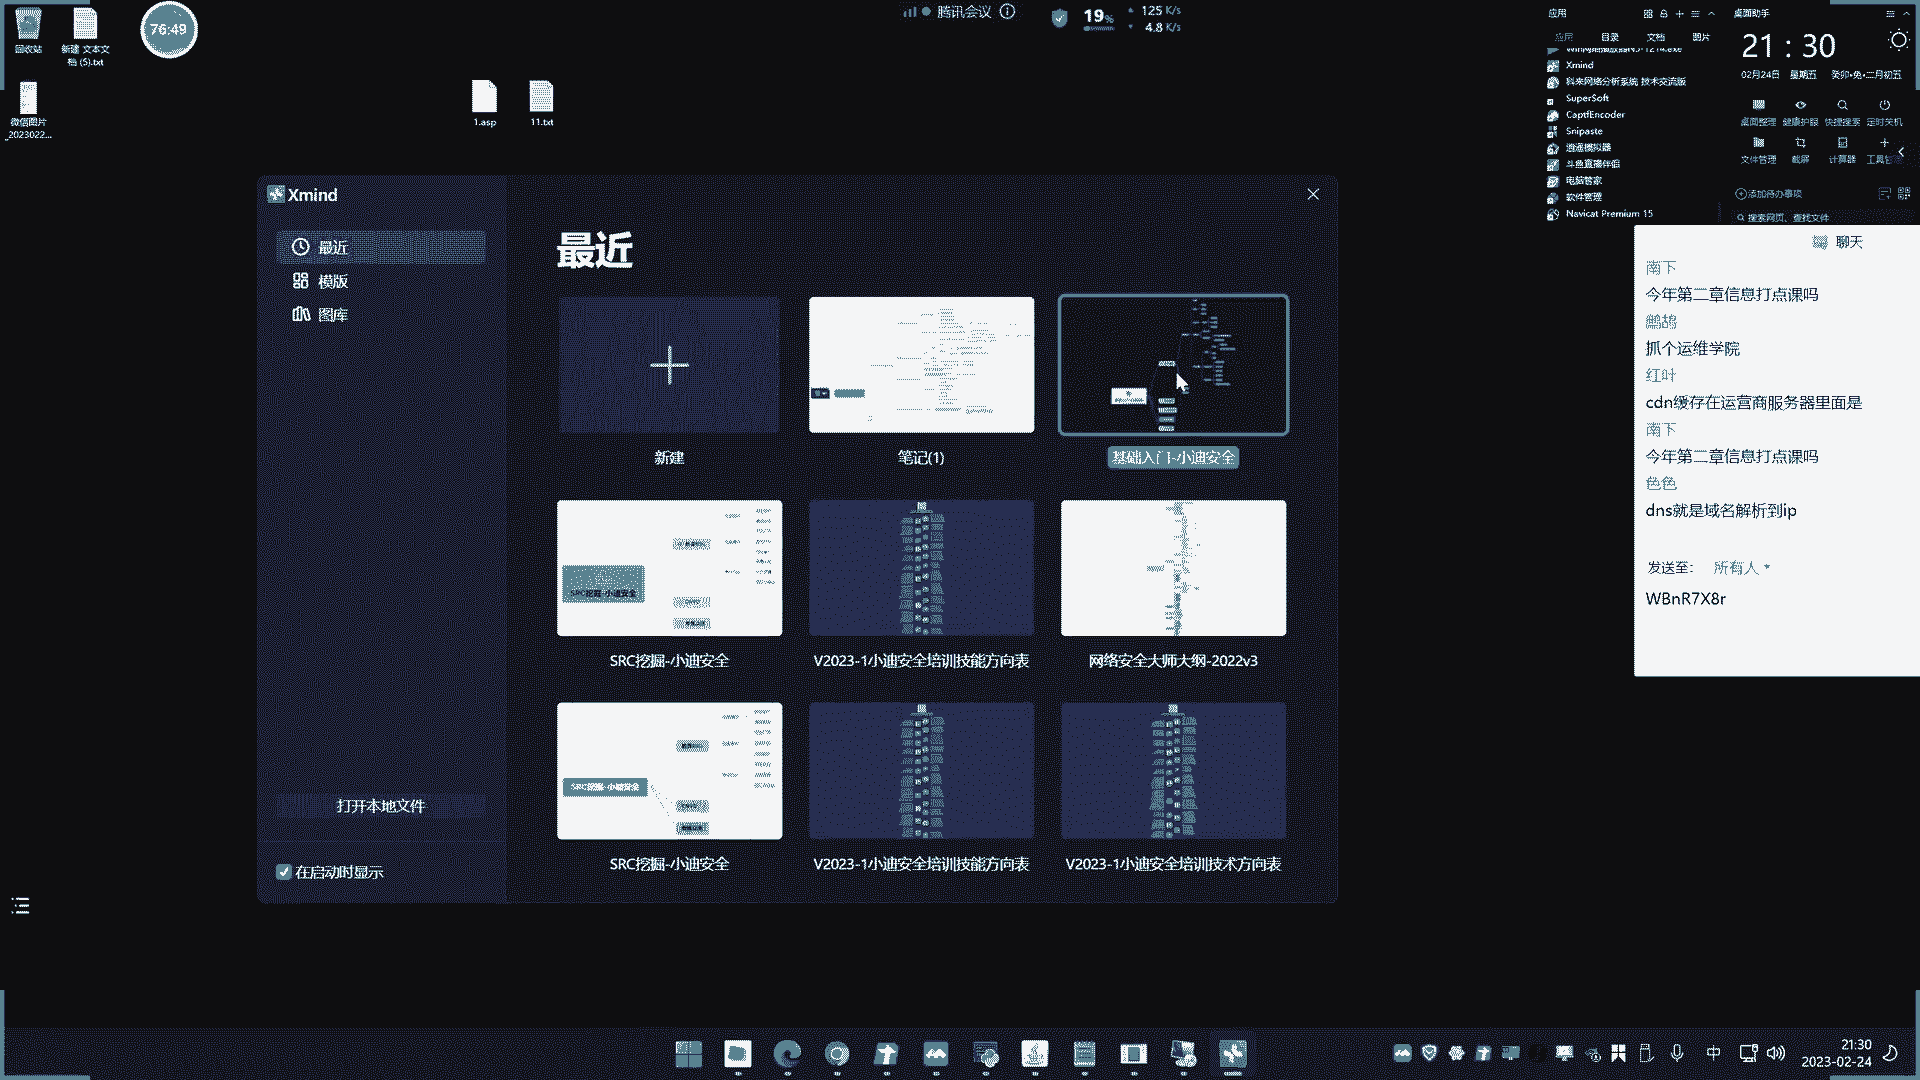 回收站
新建 文本文
档 (5).txt
76:49
微信图片
_2023022...
1.asp
11.txt
腾讯会议
19%
125 K/s
4.8 K/s
应用
应用
目录
文档
图片
Xmind
科来网络分析系统 技术交流版
SuperSoft
CaptfEncoder
Snipaste
逍遥模拟器
斗鱼直播伴侣
电脑管家
软件管理
Navicat Premium 15
桌面助手
21 : 30
02月24日 星期五 癸卯•兔•二月初五
桌面整理
健康护眼
快捷搜索
定时关机
文件管理
截屏
计算器
添加待办事项
搜索网页、查找文件
聊天
南下
今年第二章信息打点课吗
鹧鸪
抓个运维学院
红叶
cdn缓存在运营商服务器里面是
南下
今年第二章信息打点课吗
色色
dns就是域名解析到ip
发送至: 所有人
WBnR7X8r
Xmind
最近
模版
图库
打开本地文件
在启动时显示
最近
新建
笔记(1)
基础入门-小迪安全
SRC挖掘-小迪安全
V2023-1小迪安全培训技能方向表
网络安全大师大纲-2022v3
SRC挖掘-小迪安全
SRC挖掘-小迪安全
V2023-1小迪安全培训技能方向表
V2023-1小迪安全培训技术方向表
中
21:30
2023-02-24